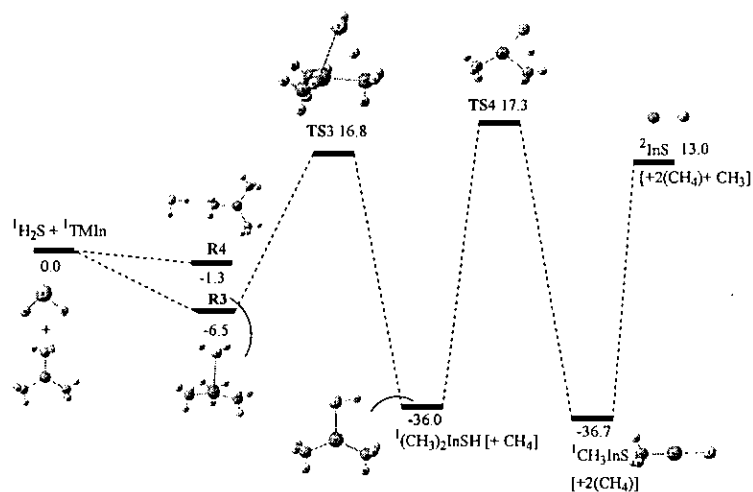 TS3 16.8
TS4 17.3
²InS 13.0
[+2(CH₄)+ CH₃]
¹H₂S + ¹TMIn
0.0
+
R4
-1.3
R3
-6.5
-36.0
¹(CH₃)₂InSH [+ CH₄]
-36.7
¹CH₃InS
[+2(CH₄)]